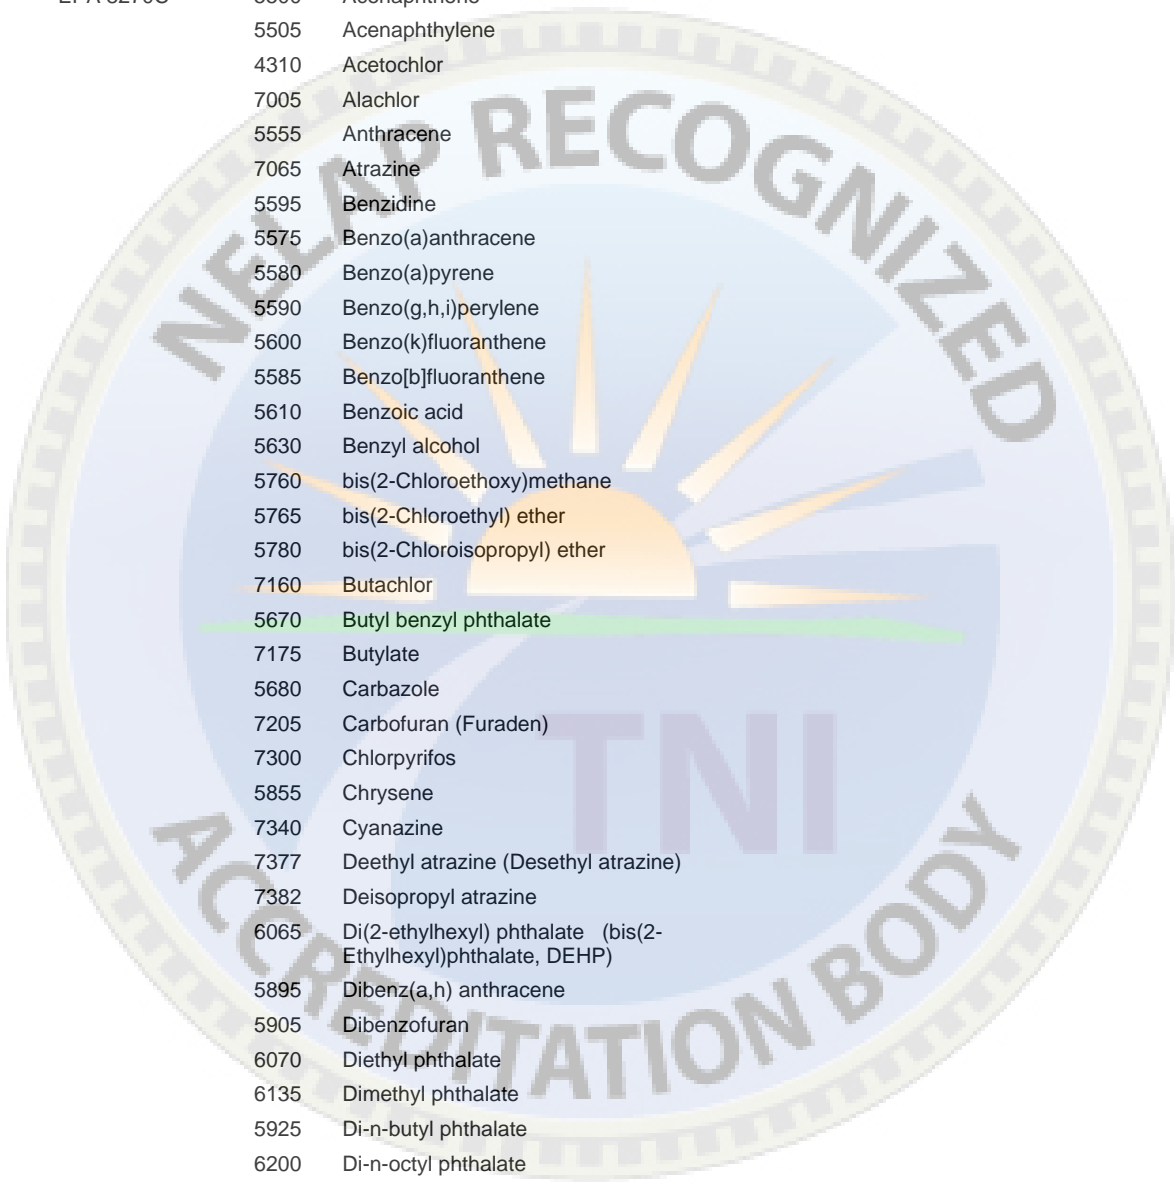 5505 Acenaphthylene
4310 Acetochlor
7005 Alachlor
5555 Anthracene
7065 Atrazine
5595 Benzidine
5575 Benzo(a)anthracene
5580 Benzo(a)pyrene
5590 Benzo(g,h,i)perylene
5600 Benzo(k)fluoranthene
5585 Benzo[b]fluoranthene
5610 Benzoic acid
5630 Benzyl alcohol
5760 bis(2-Chloroethoxy)methane
5765 bis(2-Chloroethyl) ether
5780 bis(2-Chloroisopropyl) ether
7160 Butachlor
5670 Butyl benzyl phthalate
7175 Butylate
5680 Carbazole
7205 Carbofuran (Furaden)
7300 Chlorpyrifos
5855 Chrysene
7340 Cyanazine
7377 Deethyl atrazine (Desethyl atrazine)
7382 Deisopropyl atrazine
6065 Di(2-ethylhexyl) phthalate (bis(2-
Ethylhexyl)phthalate, DEHP)
5895 Dibenz(a,h) anthracene
5905 Dibenzofuran
6070 Diethyl phthalate
6135 Dimethyl phthalate
5925 Di-n-butyl phthalate
6200 Di-n-octyl phthalate
NELAP RECOGNIZED
TNI
ACCREDITATION BODY